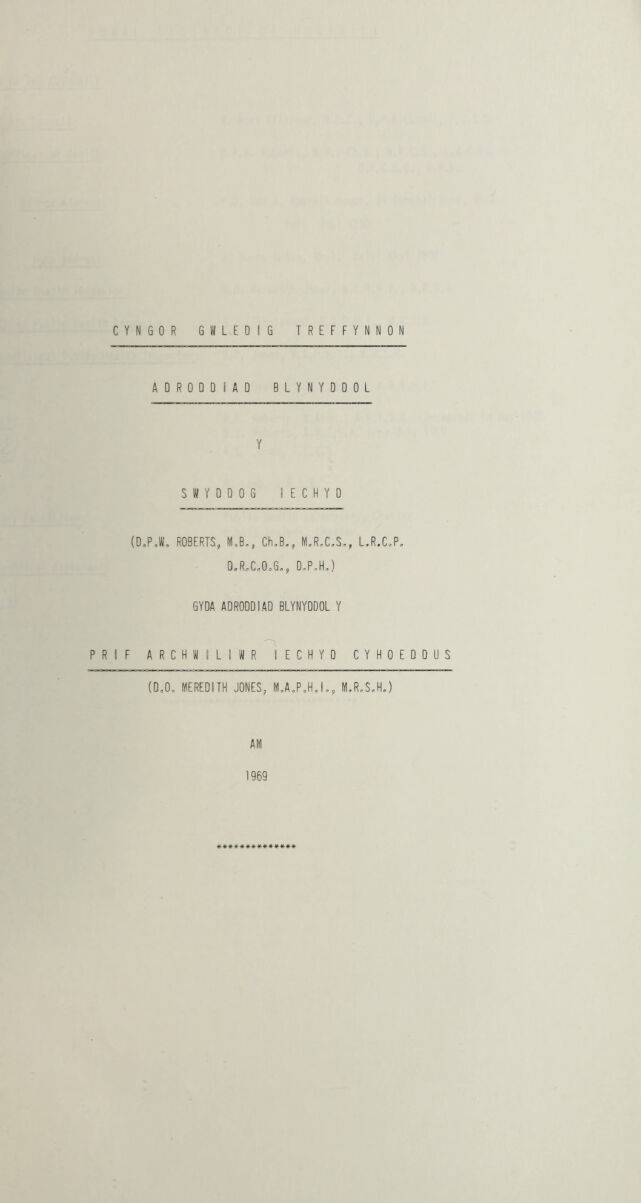 CYNGOR GWLEDIG TREFFYNNON
ADRODDIAD BLYNYDDOL
Y
SWYDDOG IECHYD
(D.P.W. ROBERTS, M.B., Ch.B., M.R.C.S., L.R.C.P.
D.R.C.O.G., D.P.H.)
GYDA ADRODDIAD BLYNYDDOL Y
PRIF ARCHWILIWR IECHYD CYHOEDDUS
(D.O. MEREDITH JONES, M.A.P.H.I., M.R.S.H.)
AM
1969
**************